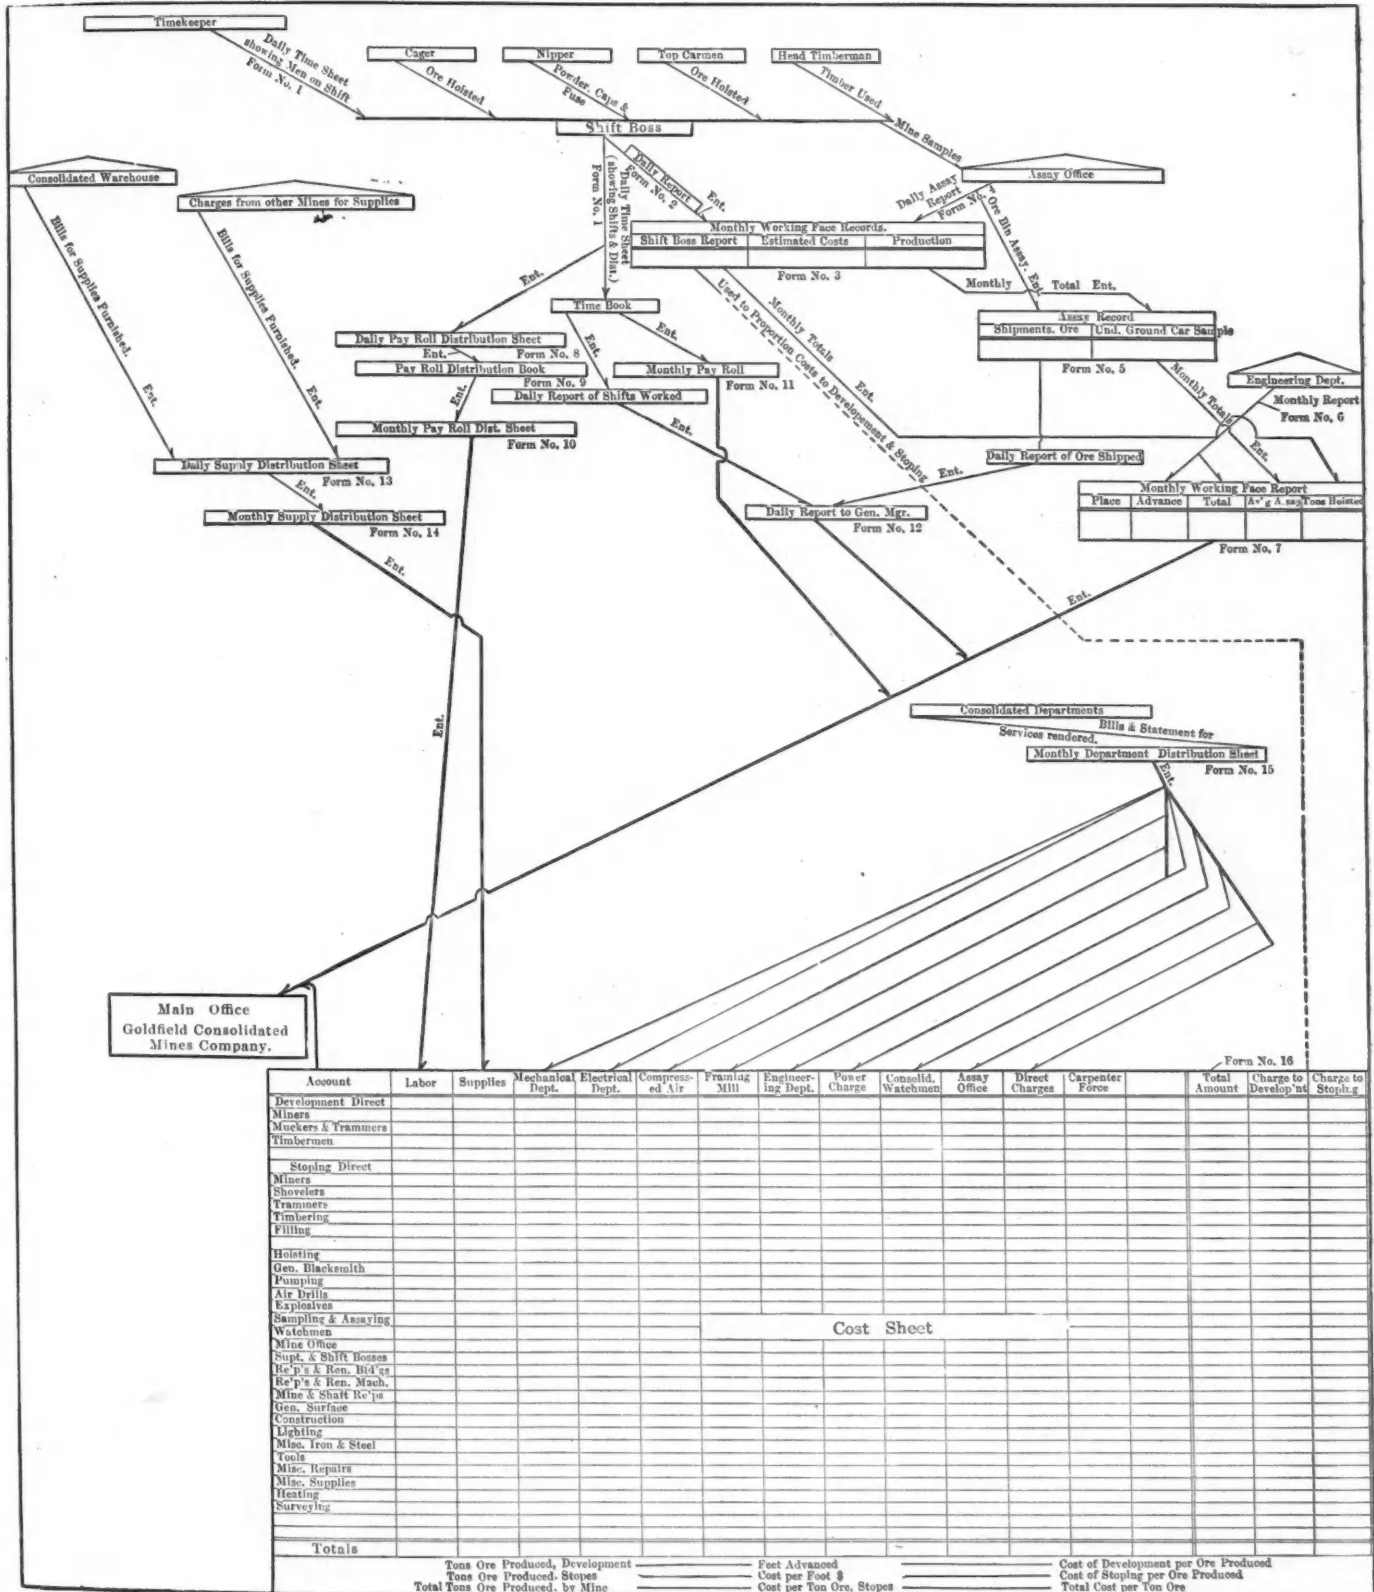 Timekeeper
Daily Time Sheet
showing Men on Shift
Form No. 1
Cager
Ore Hoisted
Nipper
Powder, Caps &
Fuse
Top Carmen
Ore Hoisted
Head Timberman
Timber Used
Shift Boss
Mine Samples
Assay Office
Consolidated Warehouse
Charges from other Mines for Supplies
Daily Time Sheet
(showing Shifts & Dist.)
Form No. 1
Daily Report
Form No. 2
Ent.
Daily Assay
Report
Form No.
Ore Bin Assay. Ent.
Monthly Working Face Records.
Shift Boss Report Estimated Costs Production
Form No. 3
Monthly Total Ent.
Bills for Supplies Furnished.
Ent.
Bills for Supplies Furnished.
Ent.
Ent.
Time Book
Ent.
Ent.
Daily Pay Roll Distribution Sheet
Ent. Form No. 8
Pay Roll Distribution Book
Form No. 9
Ent.
Monthly Pay Roll
Form No. 11
Daily Report of Shifts Worked
Ent.
Monthly Pay Roll Dist. Sheet
Form No. 10
Monthly Totals
Ent.
Used to Proportion Costs to Developement & Stoping
Assay Record
Shipments. Ore Und. Ground Car Sample
Form No. 5
Monthly Totals
Ent.
Engineering Dept.
Monthly Report
Form No. 6
Daily Report of Ore Shipped
Ent.
Daily Supply Distribution Sheet
Form No. 13
Ent.
Monthly Supply Distribution Sheet
Form No. 14
Ent.
Daily Report to Gen. Mgr.
Form No. 12
Monthly Working Face Report
Place Advance Total Av'g A.say Tons Hoisted
Form No. 7
Ent.
Ent.
Consolidated Departments
Bills & Statement for
Services rendered.
Monthly Department Distribution Sheet
Form No. 15
Ent.
Main Office
Goldfield Consolidated
Mines Company.
Form No. 16
Account Labor Supplies Mechanical Dept. Electrical Dept. Compress-ed Air Framing Mill Engineer-ing Dept. Power Charge Consolid. Watchmen Assay Office Direct Charges Carpenter Force Total Amount Charge to Develop'nt Charge to Stoping
Development Direct
Miners
Muckers & Trammers
Timbermen
Stoping Direct
Miners
Shovelers
Trammers
Timbering
Filling
Hoisting
Gen. Blacksmith
Pumping
Air Drills
Explosives
Sampling & Assaying
Watchmen
Cost Sheet
Mine Office
Supt. & Shift Bosses
Re'p's & Ren. Bld'gs
Re'p's & Ren. Mach.
Mine & Shaft Re'ps
Gen. Surface
Construction
Lighting
Misc. Iron & Steel
Tools
Misc. Repairs
Misc. Supplies
Heating
Surveying
Totals
Tons Ore Produced, Development Feet Advanced Cost of Development per Ore Produced
Tons Ore Produced. Stopes Cost per Foot $ Cost of Stoping per Ore Produced
Total Tons Ore Produced. by Mine Cost per Ton Ore, Stopes Total Cost per Ton Ore